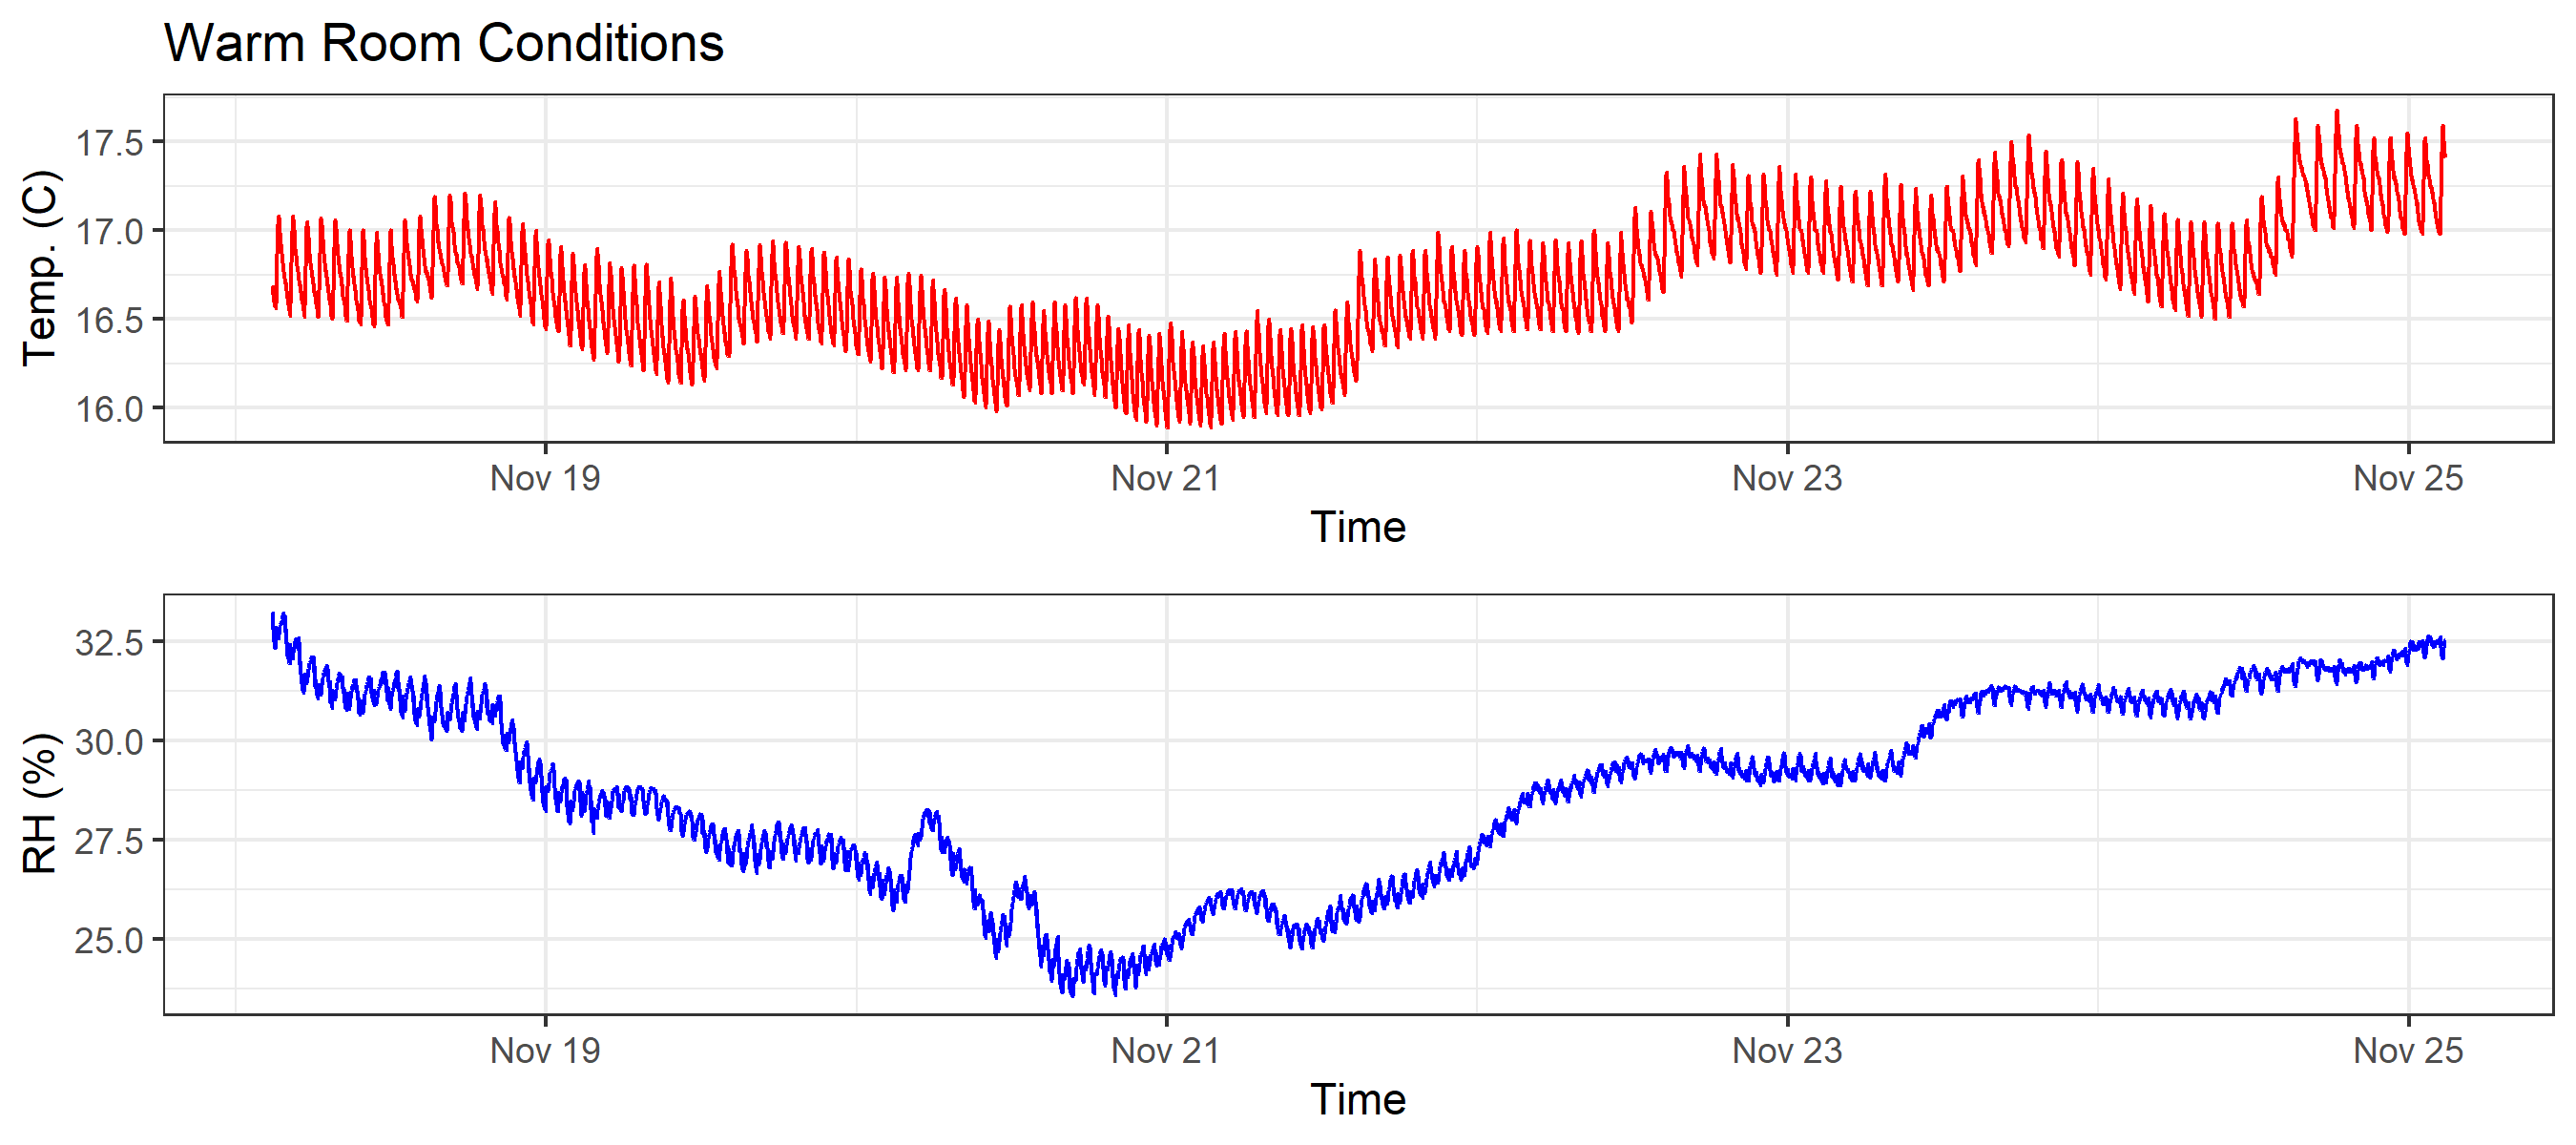 Warm Room Conditions
Temp. (C)
17.5
17.0
16.5
16.0
Nov 19 Nov 21 Nov 23 Nov 25
Time
RH (%)
32.5
30.0
27.5
25.0
Nov 19 Nov 21 Nov 23 Nov 25
Time